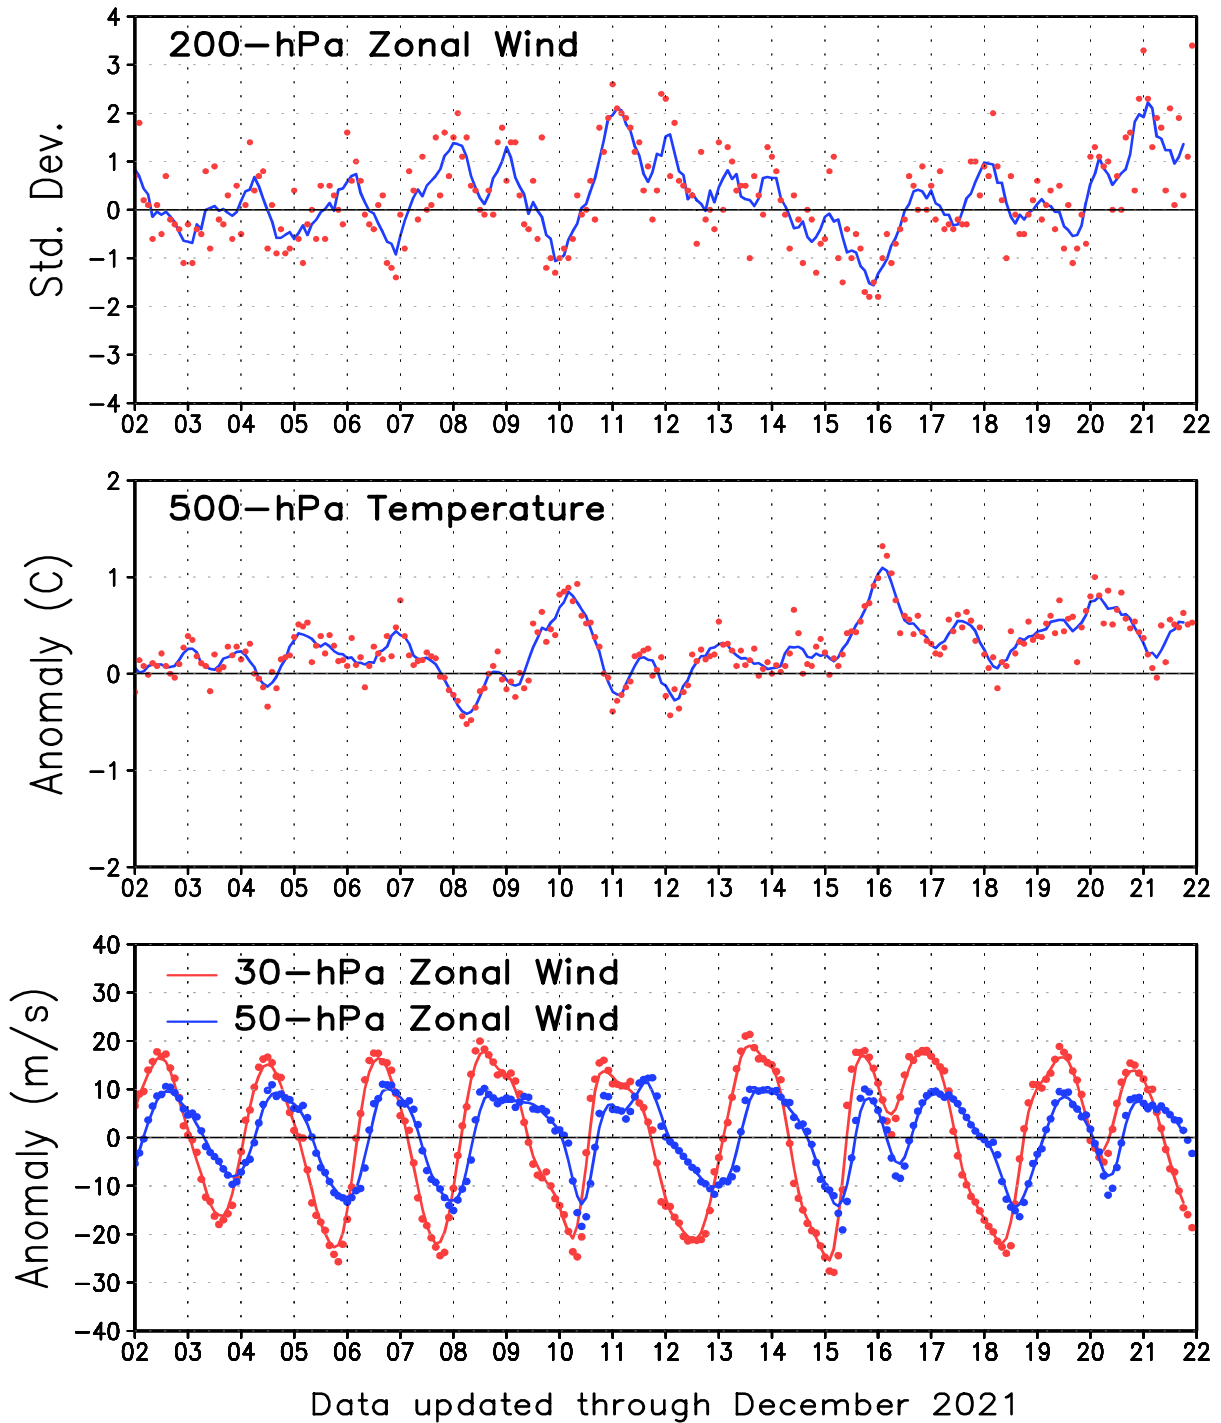 200-hPa Zonal Wind
Std. Dev.
4
3
2
1
0
-1
-2
-3
-4
02 03 04 05 06 07 08 09 10 11 12 13 14 15 16 17 18 19 20 21 22
500-hPa Temperature
Anomaly (C)
2
1
0
-1
-2
02 03 04 05 06 07 08 09 10 11 12 13 14 15 16 17 18 19 20 21 22
30-hPa Zonal Wind
50-hPa Zonal Wind
Anomaly (m/s)
40
30
20
10
0
-10
-20
-30
-40
02 03 04 05 06 07 08 09 10 11 12 13 14 15 16 17 18 19 20 21 22
Data updated through December 2021